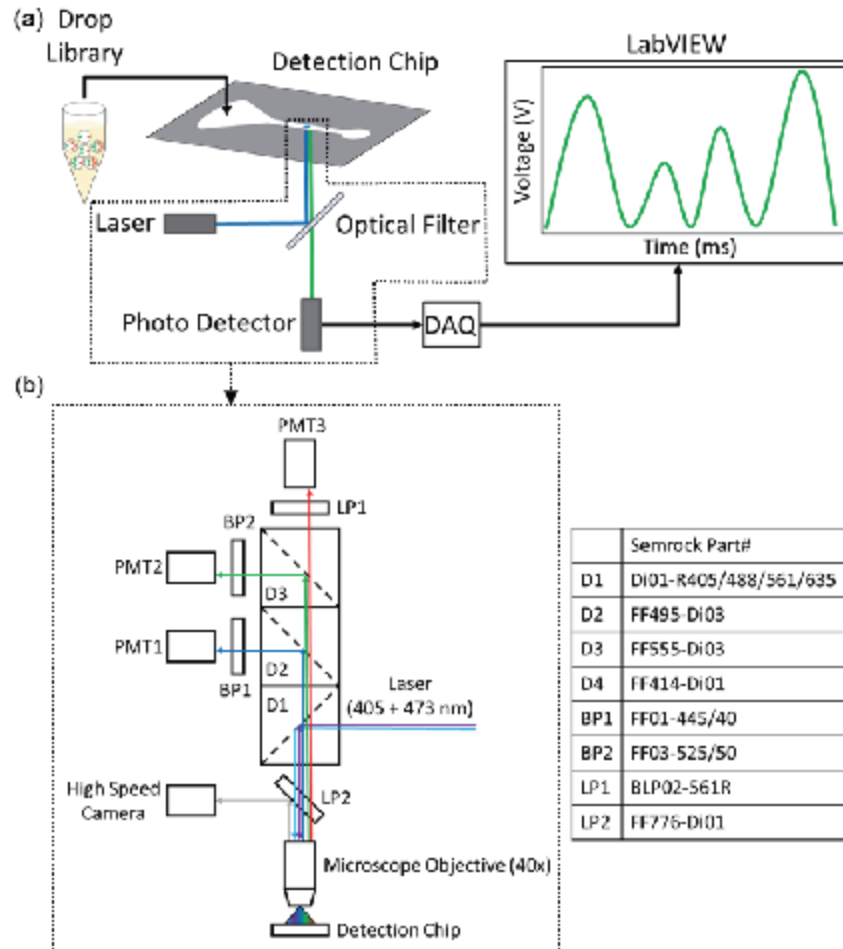 (a) Drop
Library
Detection Chip
LabVIEW
Voltage (V)
Time (ms)
Laser
Optical Filter
Photo Detector
DAQ
(b)
PMT3
LP1
BP2
PMT2
D3
PMT1
D2
BP1
D1
Laser
(405 + 473 nm)
High Speed
Camera
LP2
Microscope Objective (40x)
Detection Chip
Semrock Part#
D1 Di01-R405/488/561/635
D2 FF495-Di03
D3 FF555-Di03
D4 FF414-Di01
BP1 FF01-445/40
BP2 FF03-525/50
LP1 BLP02-561R
LP2 FF776-Di01